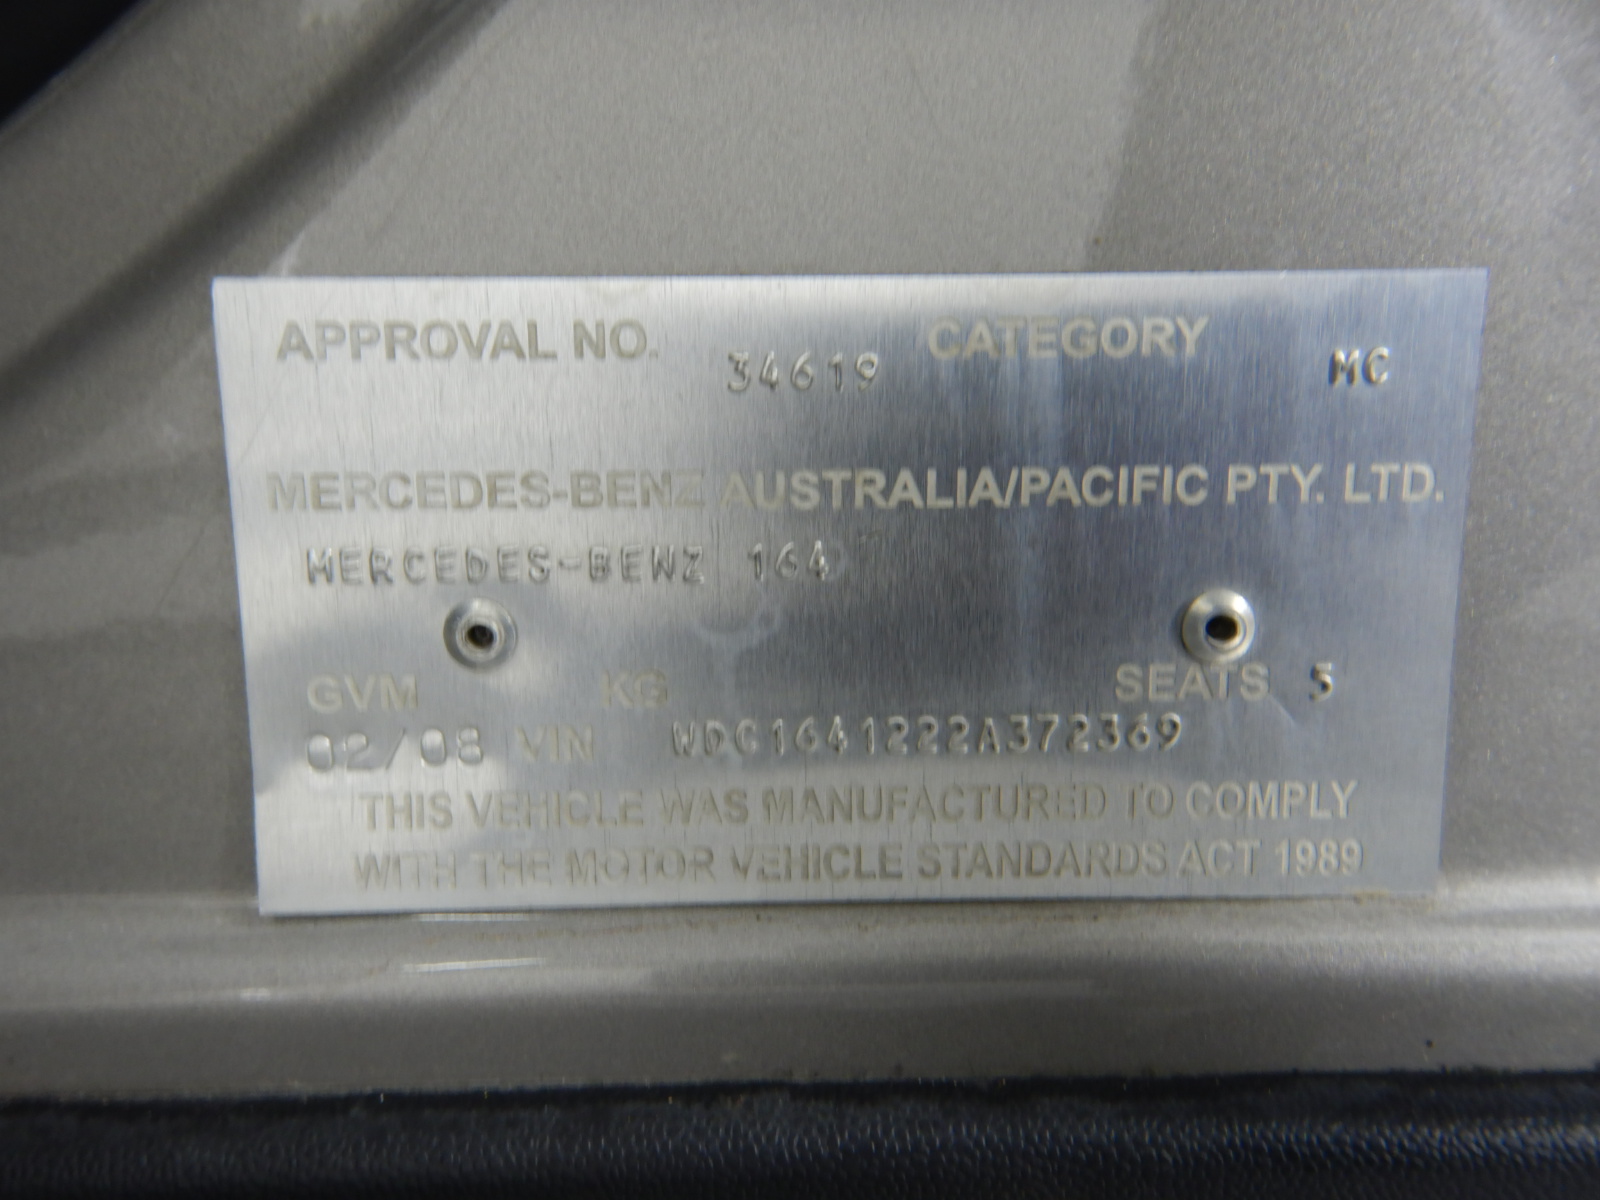 APPROVAL NO. 34619 CATEGORY MC
MERCEDES-BENZ AUSTRALIA/PACIFIC PTY. LTD.
MERCEDES-BENZ 164
GVM KG SEATS 5
02/08 VIN WDC1641222A372369
THIS VEHICLE WAS MANUFACTURED TO COMPLY
WITH THE MOTOR VEHICLE STANDARDS ACT 1989